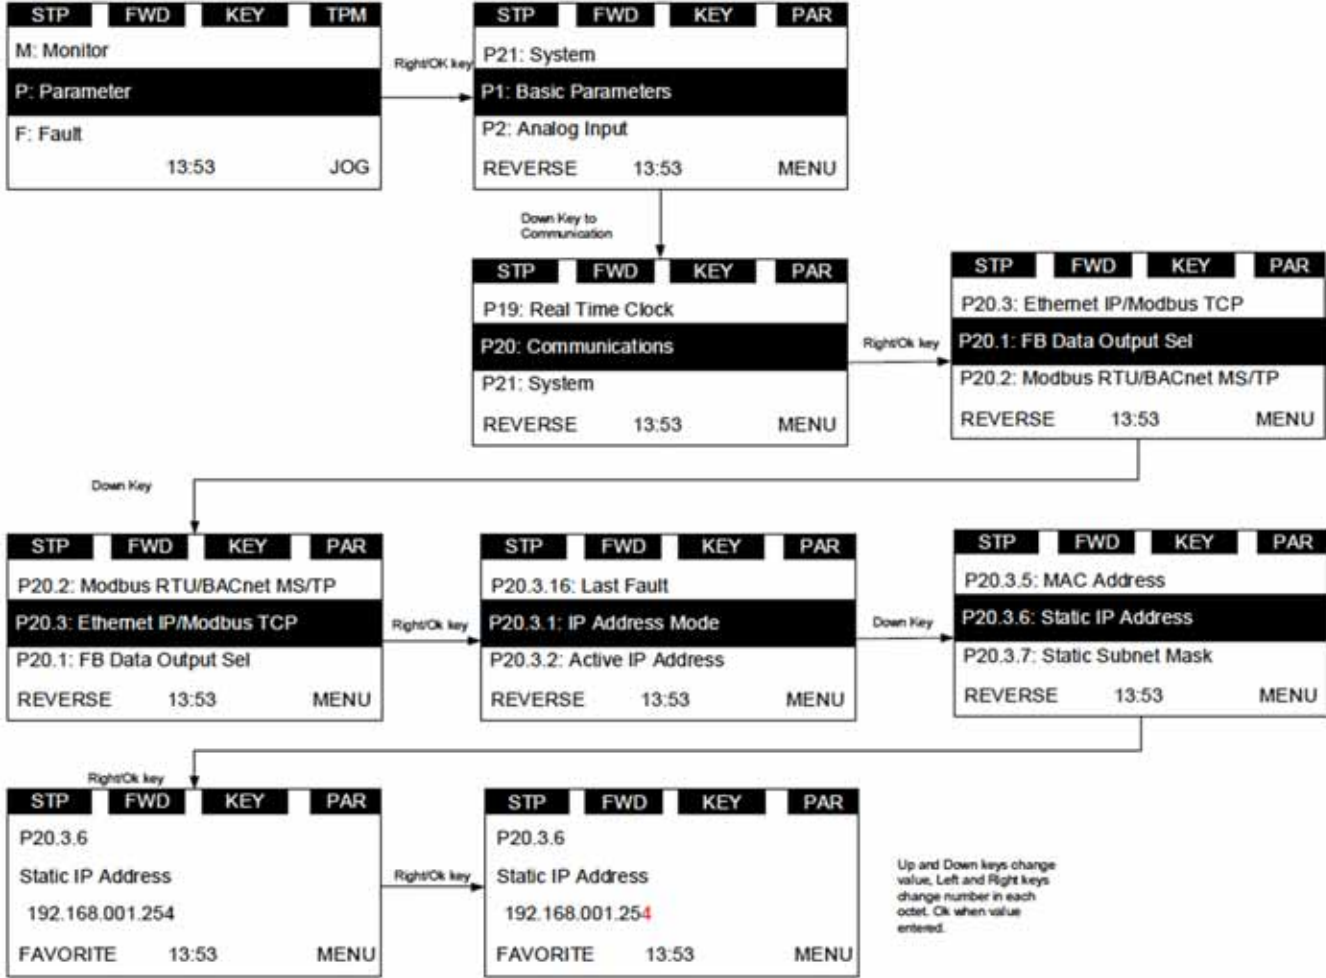 STP FWD KEY TPM
M: Monitor
P: Parameter
F: Fault
13:53 JOG
Right/OK key
STP FWD KEY PAR
P21: System
P1: Basic Parameters
P2: Analog Input
REVERSE 13:53 MENU
Down Key to
Communication
STP FWD KEY PAR
P19: Real Time Clock
P20: Communications
P21: System
REVERSE 13:53 MENU
Right/Ok key
STP FWD KEY PAR
P20.3: Ethernet IP/Modbus TCP
P20.1: FB Data Output Sel
P20.2: Modbus RTU/BACnet MS/TP
REVERSE 13:53 MENU
Down Key
STP FWD KEY PAR
P20.2: Modbus RTU/BACnet MS/TP
P20.3: Ethernet IP/Modbus TCP
P20.1: FB Data Output Sel
REVERSE 13:53 MENU
Right/Ok key
STP FWD KEY PAR
P20.3.16: Last Fault
P20.3.1: IP Address Mode
P20.3.2: Active IP Address
REVERSE 13:53 MENU
Down Key
STP FWD KEY PAR
P20.3.5: MAC Address
P20.3.6: Static IP Address
P20.3.7: Static Subnet Mask
REVERSE 13:53 MENU
Right/Ok key
STP FWD KEY PAR
P20.3.6
Static IP Address
192.168.001.254
FAVORITE 13:53 MENU
Right/Ok key
STP FWD KEY PAR
P20.3.6
Static IP Address
192.168.001.254
FAVORITE 13:53 MENU
Up and Down keys change
value, Left and Right keys
change number in each
octet. Ok when value
entered.